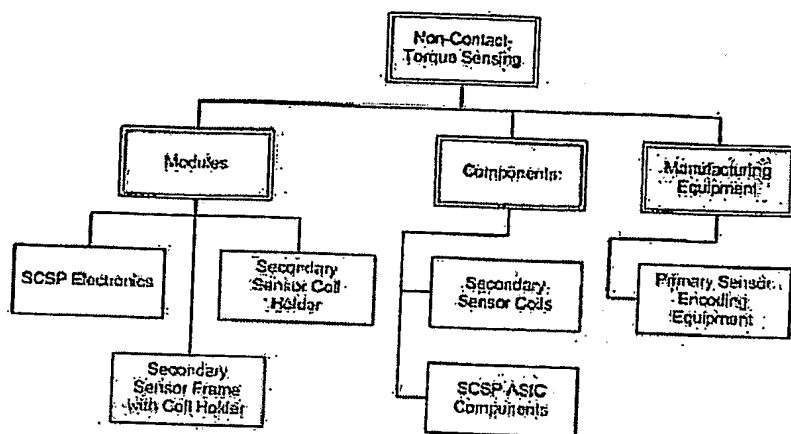 Non-Contact-
Torque Sensing
Modules
Components:
Manufacturing
Equipment
SCSP Electronics
Secondary
Sensor Coil
Holder
Secondary
Sensor Coils
Primary Sensor
Encoding
Equipment
Secondary
Sensor Frame
with Coil Holder
SCSP ASIC
Components